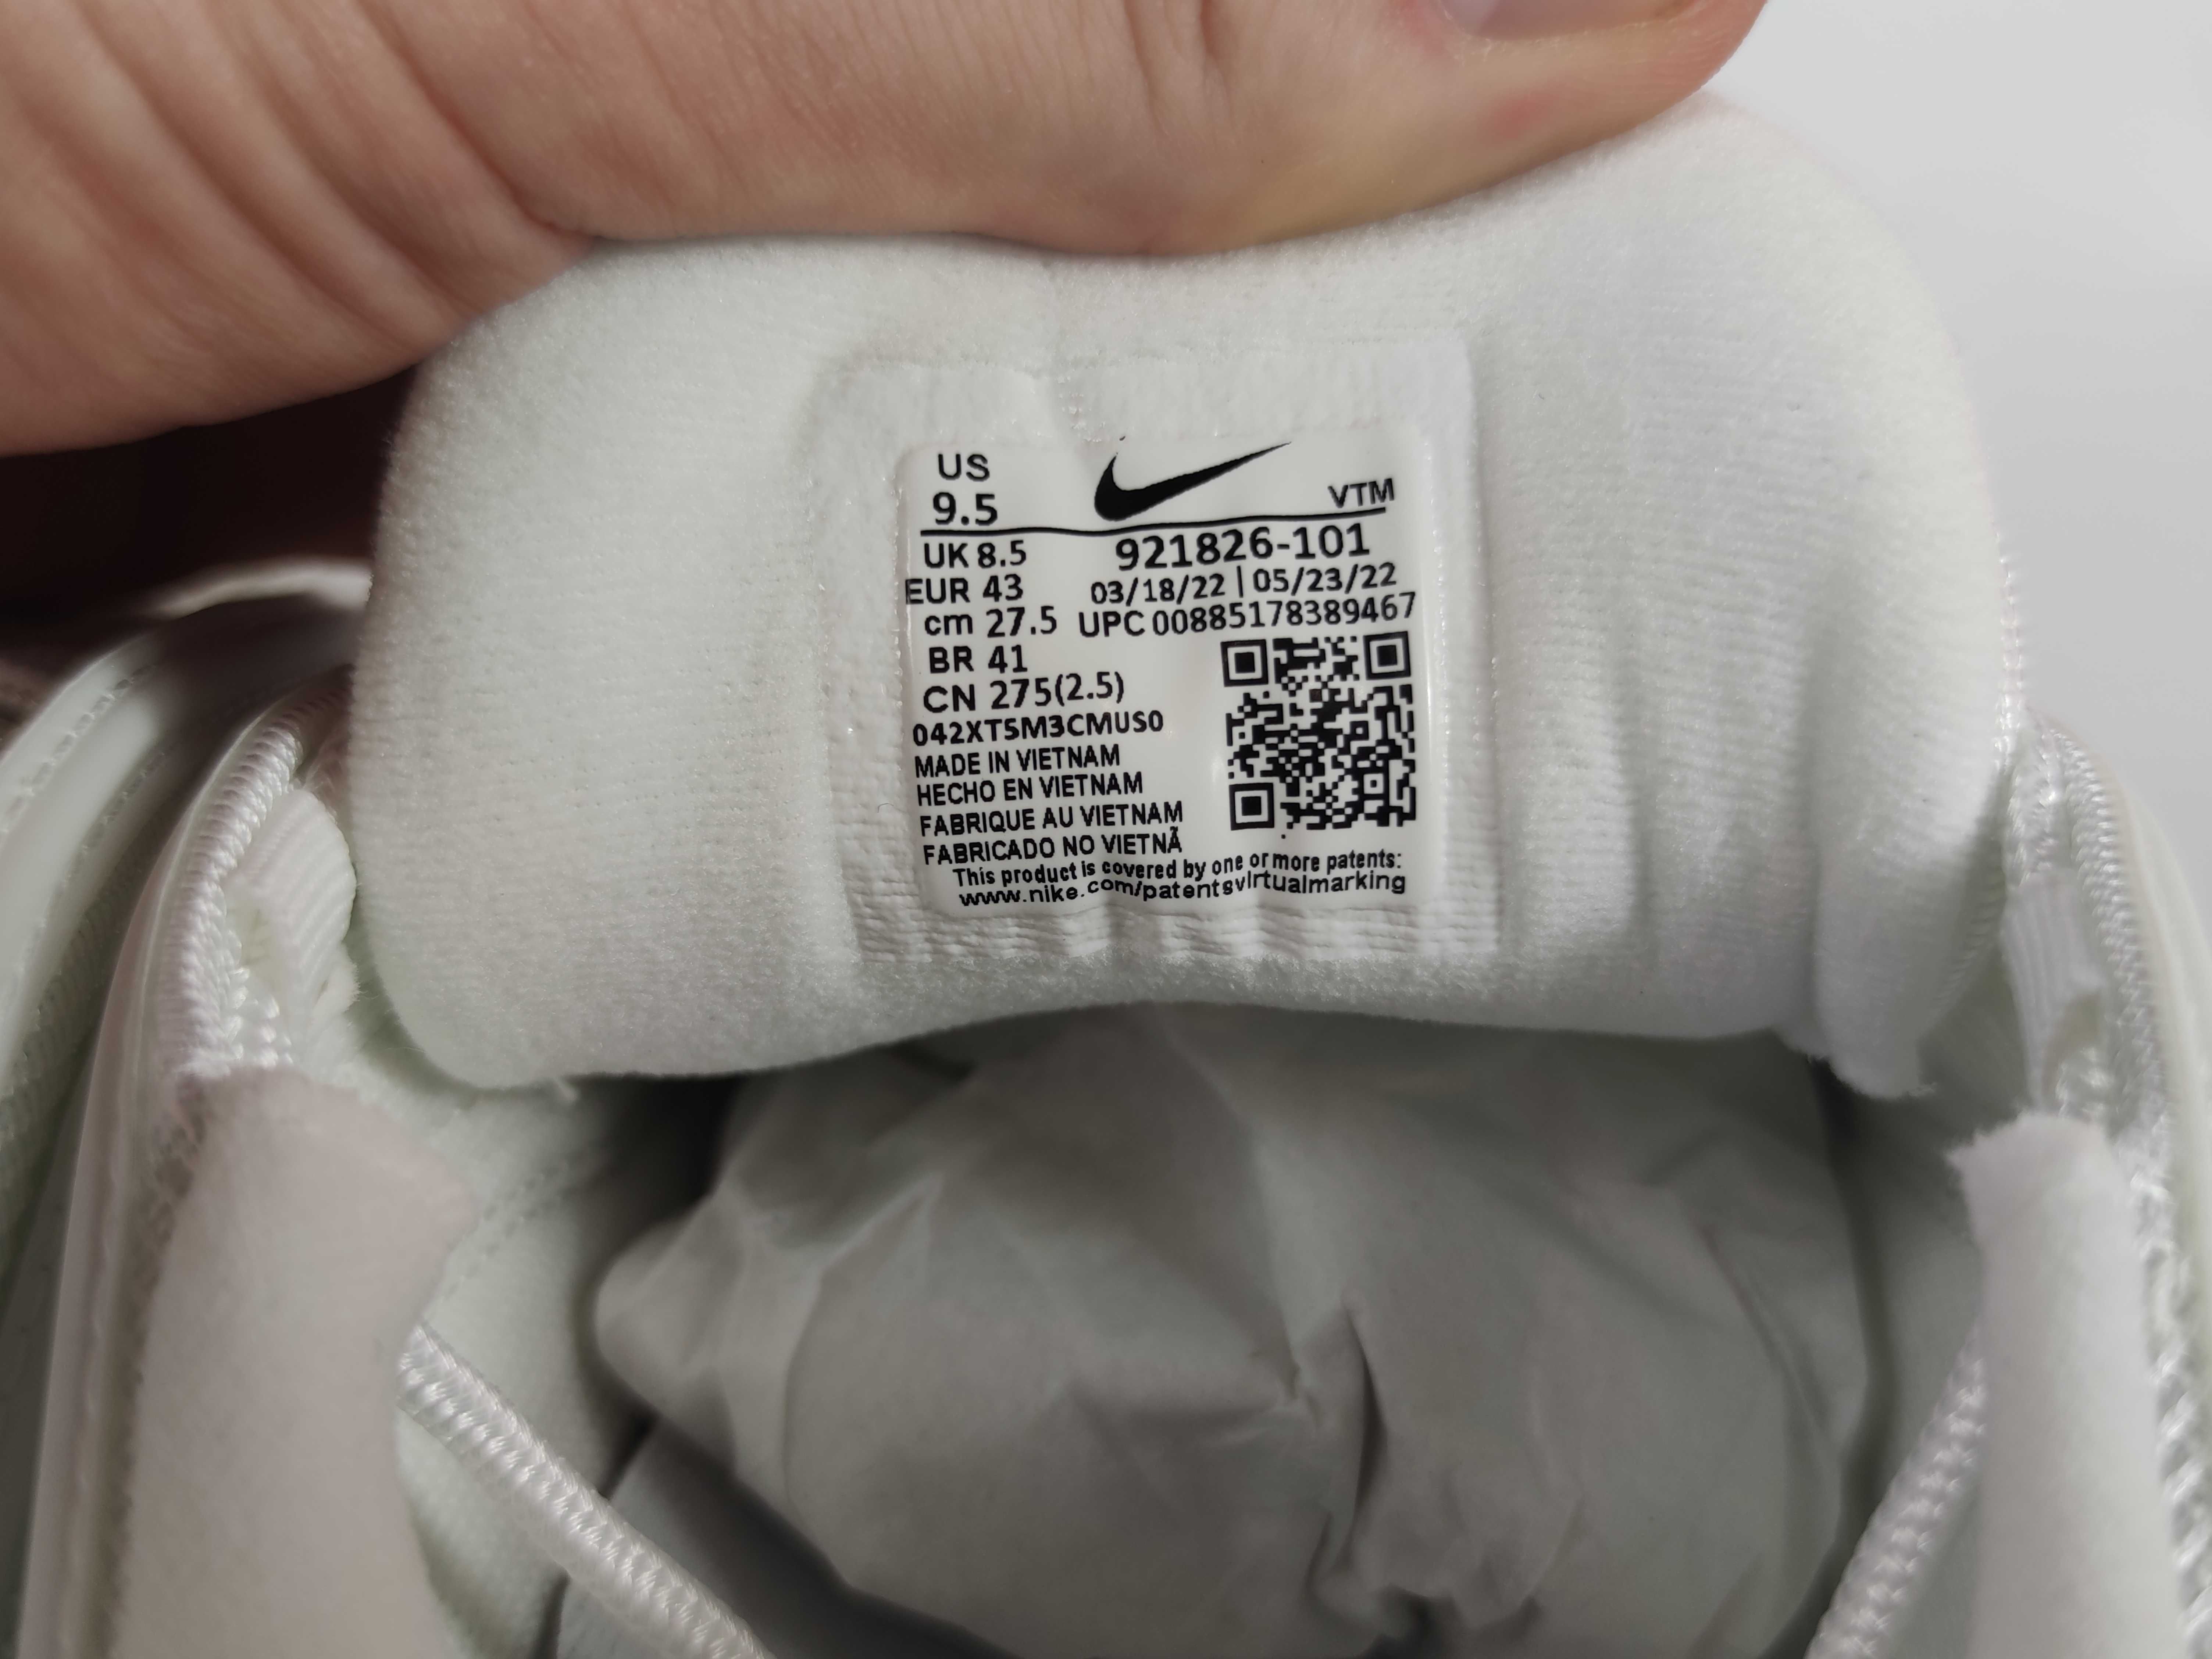 US
9.5
VTM
UK 8.5
921826-101
EUR 43
03/18/22 | 05/23/22
cm 27.5
UPC 00885178389467
BR 41
CN 275(2.5)
042XT5M3CMUS0
MADE IN VIETNAM
HECHO EN VIETNAM
FABRIQUE AU VIETNAM
FABRICADO NO VIETNÃ
This product is covered by one or more patents:
www.nike.com/patentsvirtualmarking